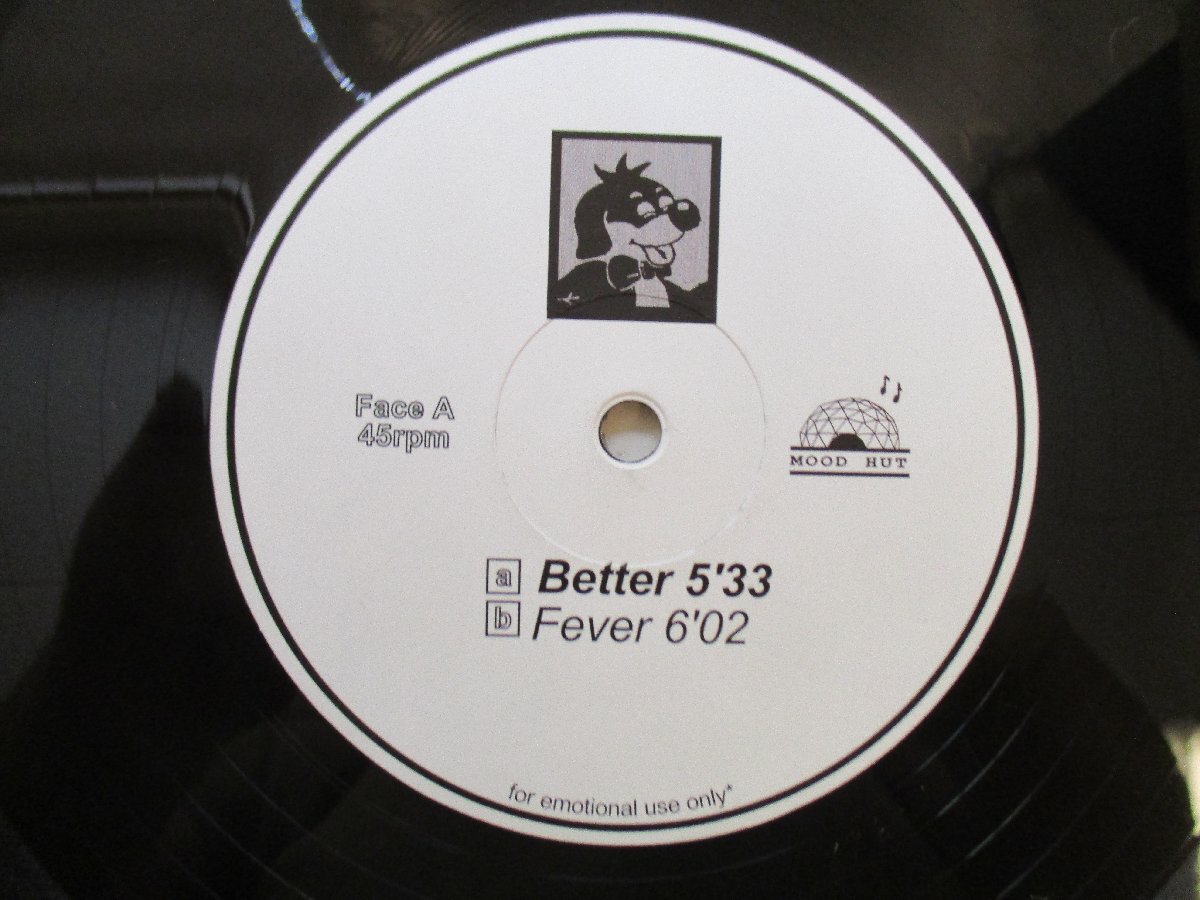 Face A
45rpm
MOOD HUT
a Better 5'33
b Fever 6'02
for emotional use only*